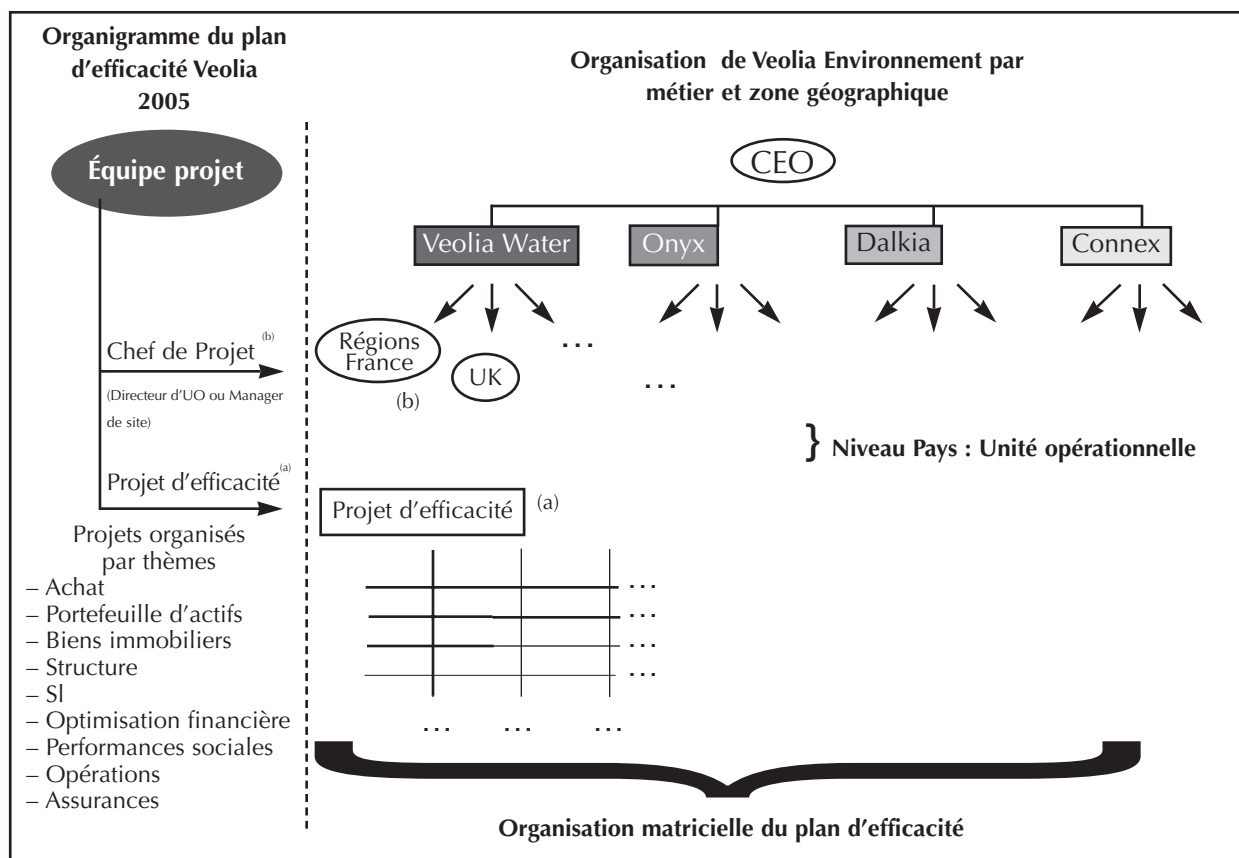 Organigramme du plan
d'efficacité Veolia
2005
Équipe projet
Chef de Projet (b)
(Directeur d'UO ou Manager
de site)
Projet d'efficacité (a)
Projets organisés
par thèmes
– Achat
– Portefeuille d'actifs
– Biens immobiliers
– Structure
– SI
– Optimisation financière
– Performances sociales
– Opérations
– Assurances
Organisation de Veolia Environnement par
métier et zone géographique
CEO
Veolia Water
Onyx
Dalkia
Connex
Régions
France
(b)
UK
...
...
} Niveau Pays : Unité opérationnelle
Projet d'efficacité
(a)
...
...
...
...
... ... ...
Organisation matricielle du plan d'efficacité